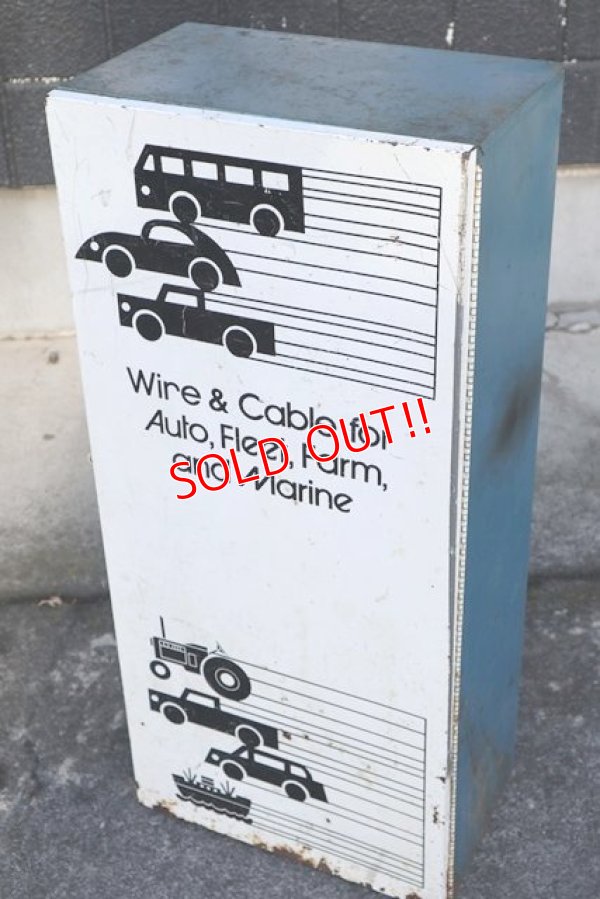 Wire & Cable for
Auto, Fleet, Farm,
and Marine
SOLD OUT!!